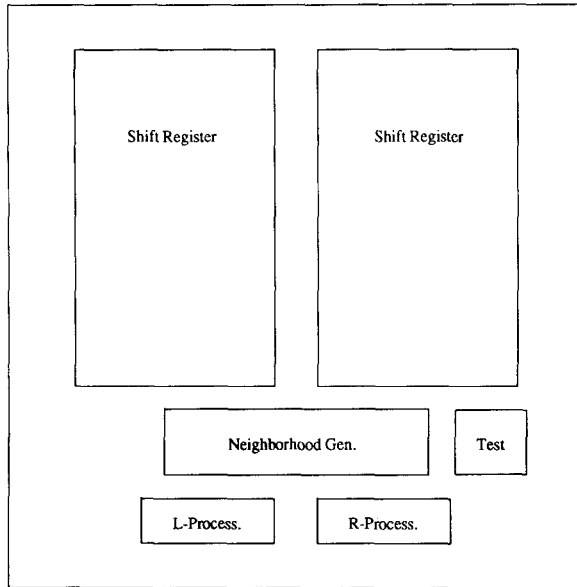 Shift Register
Shift Register
Neighborhood Gen.
Test
L-Process.
R-Process.